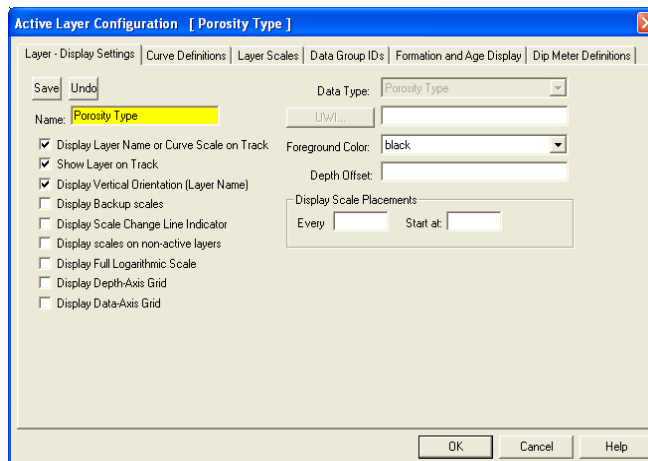 Active Layer Configuration [ Porosity Type ]
Layer - Display Settings Curve Definitions Layer Scales Data Group IDs Formation and Age Display Dip Meter Definitions
Save Undo
Name: Porosity Type
Display Layer Name or Curve Scale on Track
Show Layer on Track
Display Vertical Orientation (Layer Name)
Display Backup scales
Display Scale Change Line Indicator
Display scales on non-active layers
Display Full Logarithmic Scale
Display Depth-Axis Grid
Display Data-Axis Grid
Data Type: Porosity Type
UWI...
Foreground Color: black
Depth Offset:
Display Scale Placements
Every Start at:
OK Cancel Help